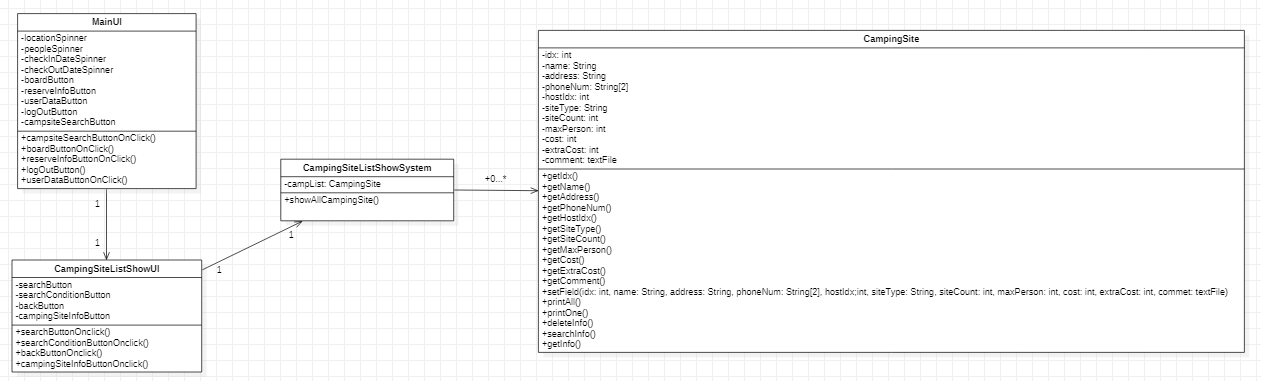 MainUI
-locationSpinner
-peopleSpinner
-checkInDateSpinner
-checkOutDateSpinner
-boardButton
-reserveInfoButton
-userDataButton
-logOutButton
-campsiteSearchButton
+campsiteSearchButtonOnClick()
+boardButtonOnClick()
+reserveInfoButtonOnClick()
+logOutButton()
+userDataButtonOnClick()
1
1
CampingSiteListShowUI
-searchButton
-searchConditionButton
-backButton
-campingSiteInfoButton
+searchButtonOnclick()
+searchConditionButtonOnclick()
+backButtonOnclick()
+campingSiteInfoButtonOnclick()
1
1
CampingSiteListShowSystem
-campList: CampingSite
+showAllCampingSite()
+0...*
CampingSite
-idx: int
-name: String
-address: String
-phoneNum: String[2]
-hostIdx: int
-siteType: String
-siteCount: int
-maxPerson: int
-cost: int
-extraCost: int
-comment: textFile
+getIdx()
+getName()
+getAddress()
+getPhoneNum()
+getHostIdx()
+getSiteType()
+getSiteCount()
+getMaxPerson()
+getCost()
+getExtraCost()
+getComment()
+setField(idx: int, name: String, address: String, phoneNum: String[2], hostIdx;int, siteType: String, siteCount: int, maxPerson: int, cost: int, extraCost: int, commet: textFile)
+printAll()
+printOne()
+deleteInfo()
+searchInfo()
+getInfo()